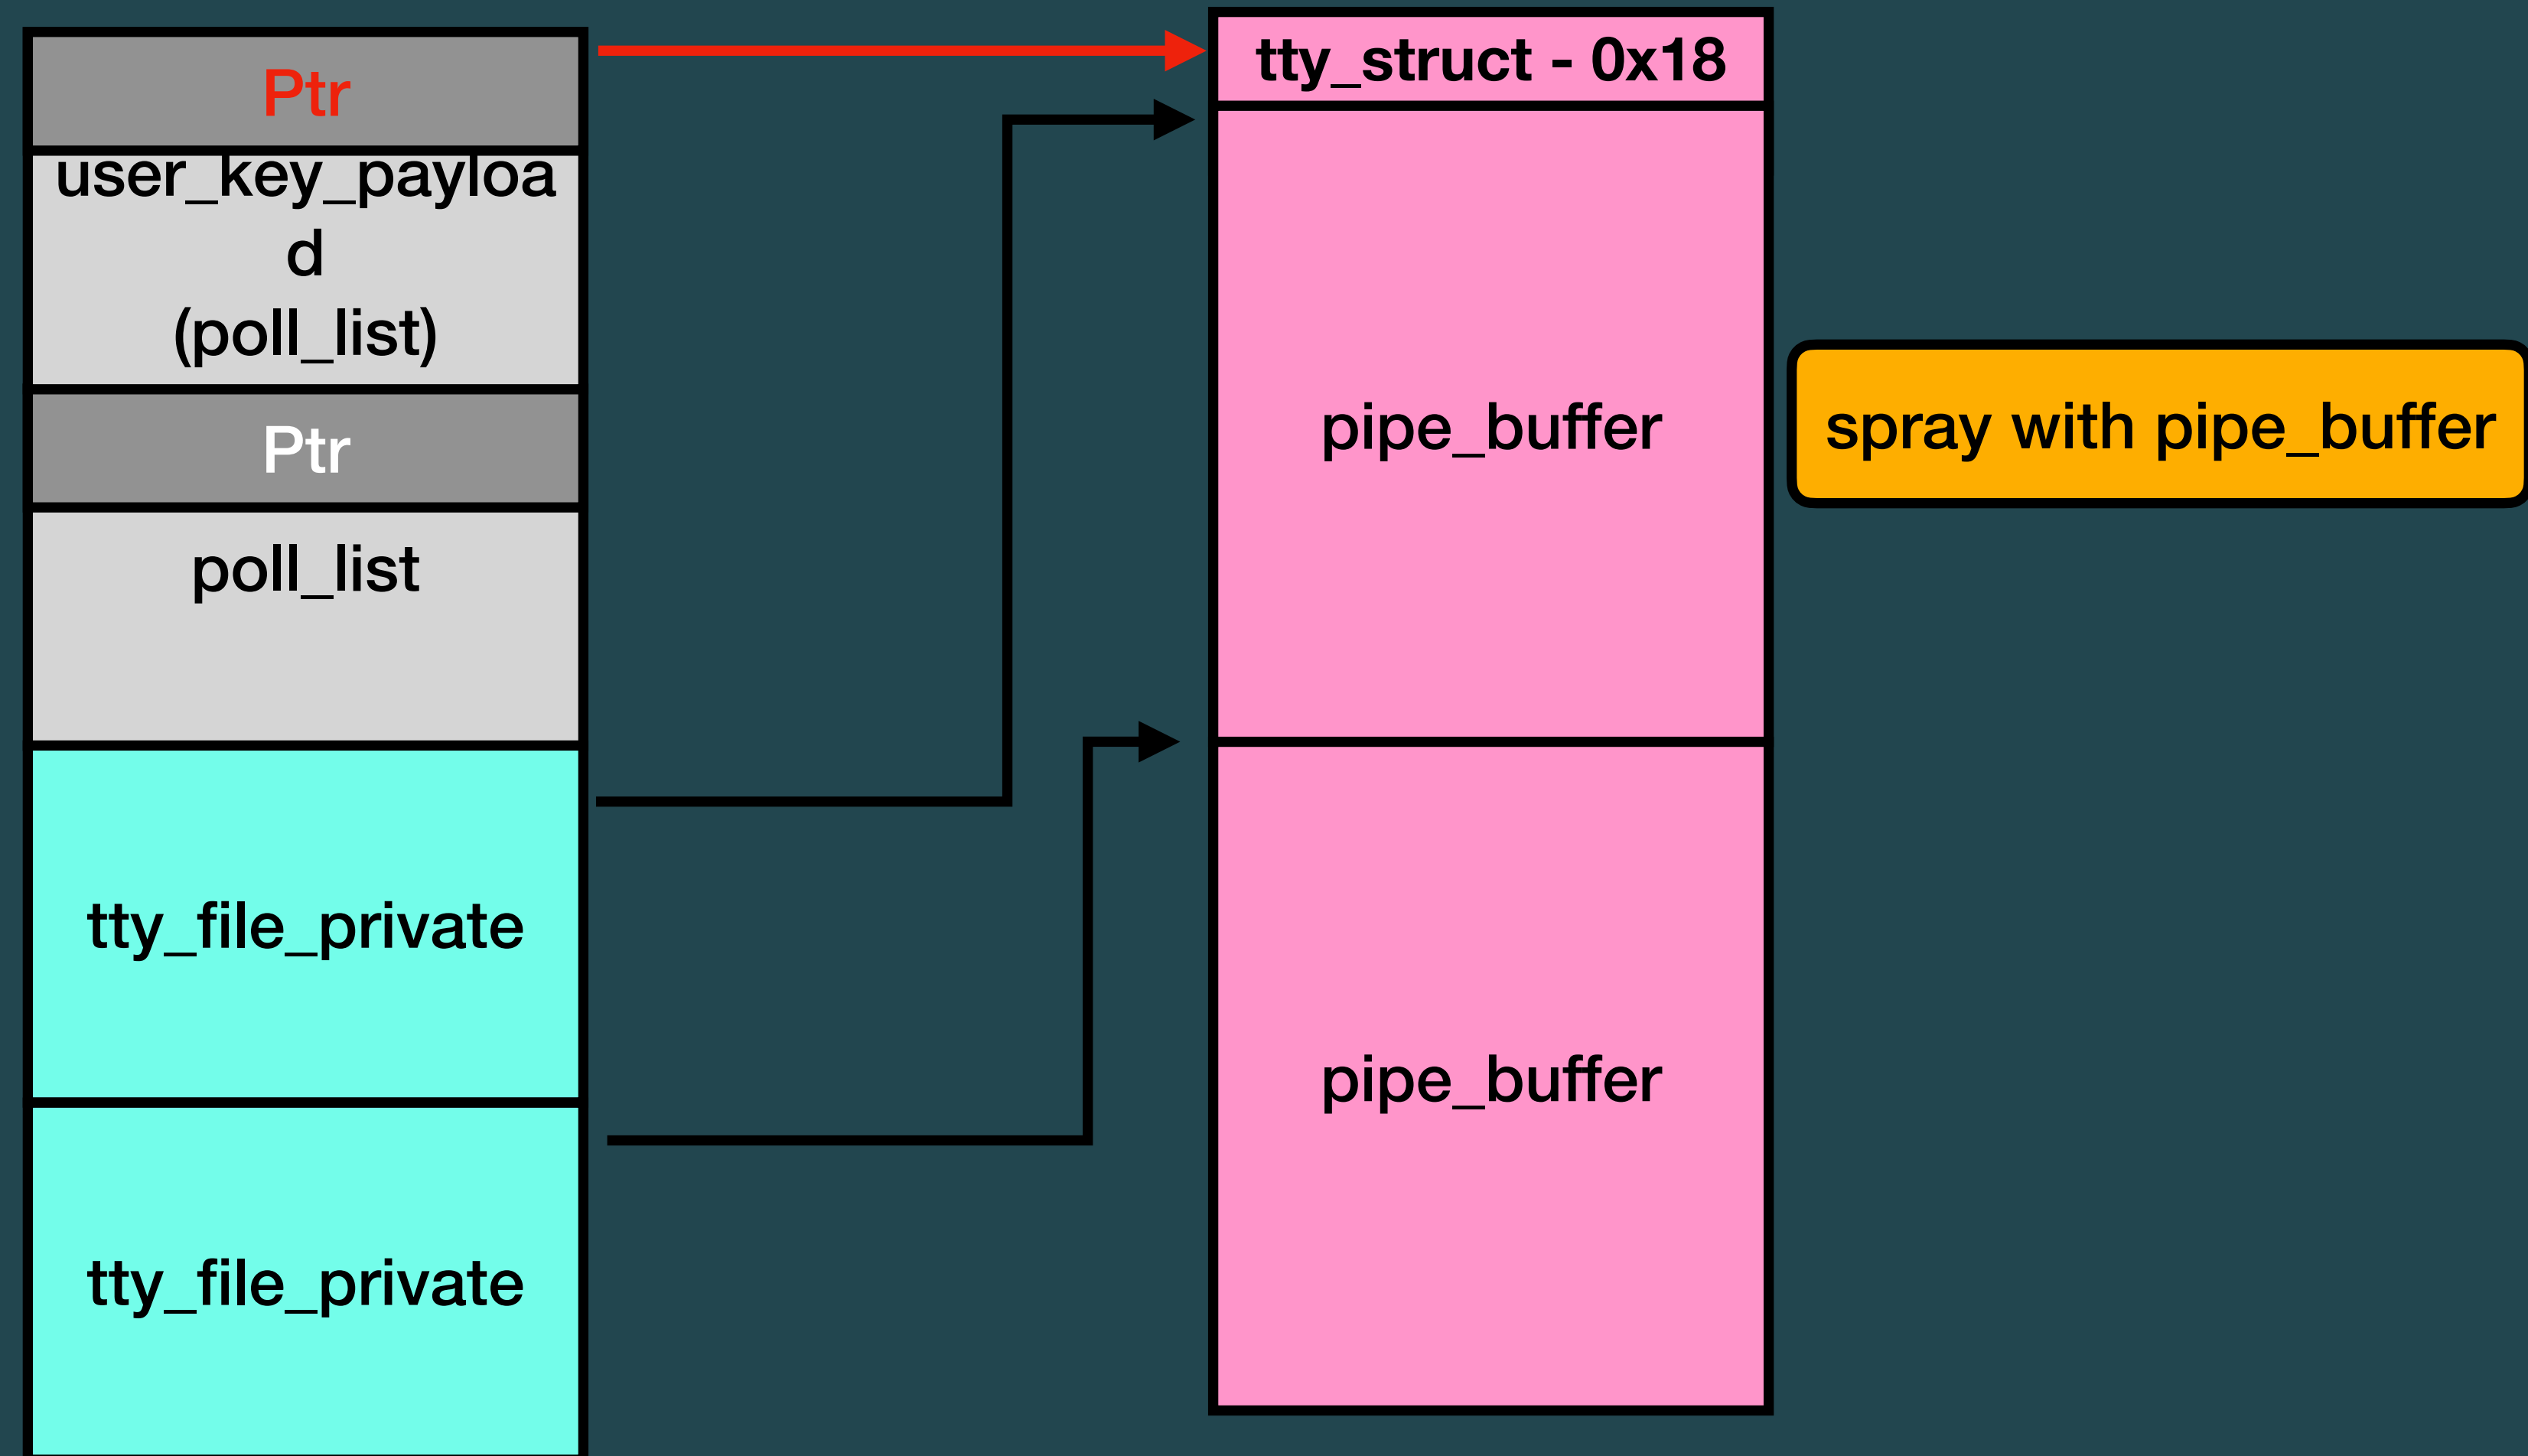 Ptr
user_key_payloa
d
(poll_list)
Ptr
poll_list
tty_file_private
tty_file_private
tty_struct - 0x18
pipe_buffer
pipe_buffer
spray with pipe_buffer